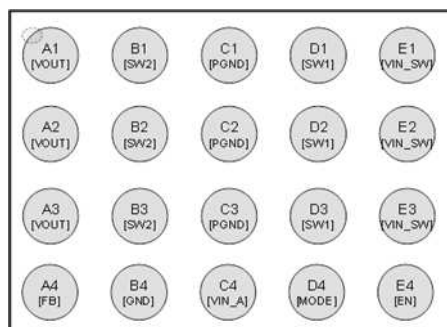 A1 B1 C1 D1 E1
[VOUT] [SW2] [PGND] [SW1] [VIN_SW]
A2 B2 C2 D2 E2
[VOUT] [SW2] [PGND] [SW1] [VIN_SW]
A3 B3 C3 D3 E3
[VOUT] [SW2] [PGND] [SW1] [VIN_SW]
A4 B4 C4 D4 E4
[FB] [GND] [VIN_A] [MODE] [EN]